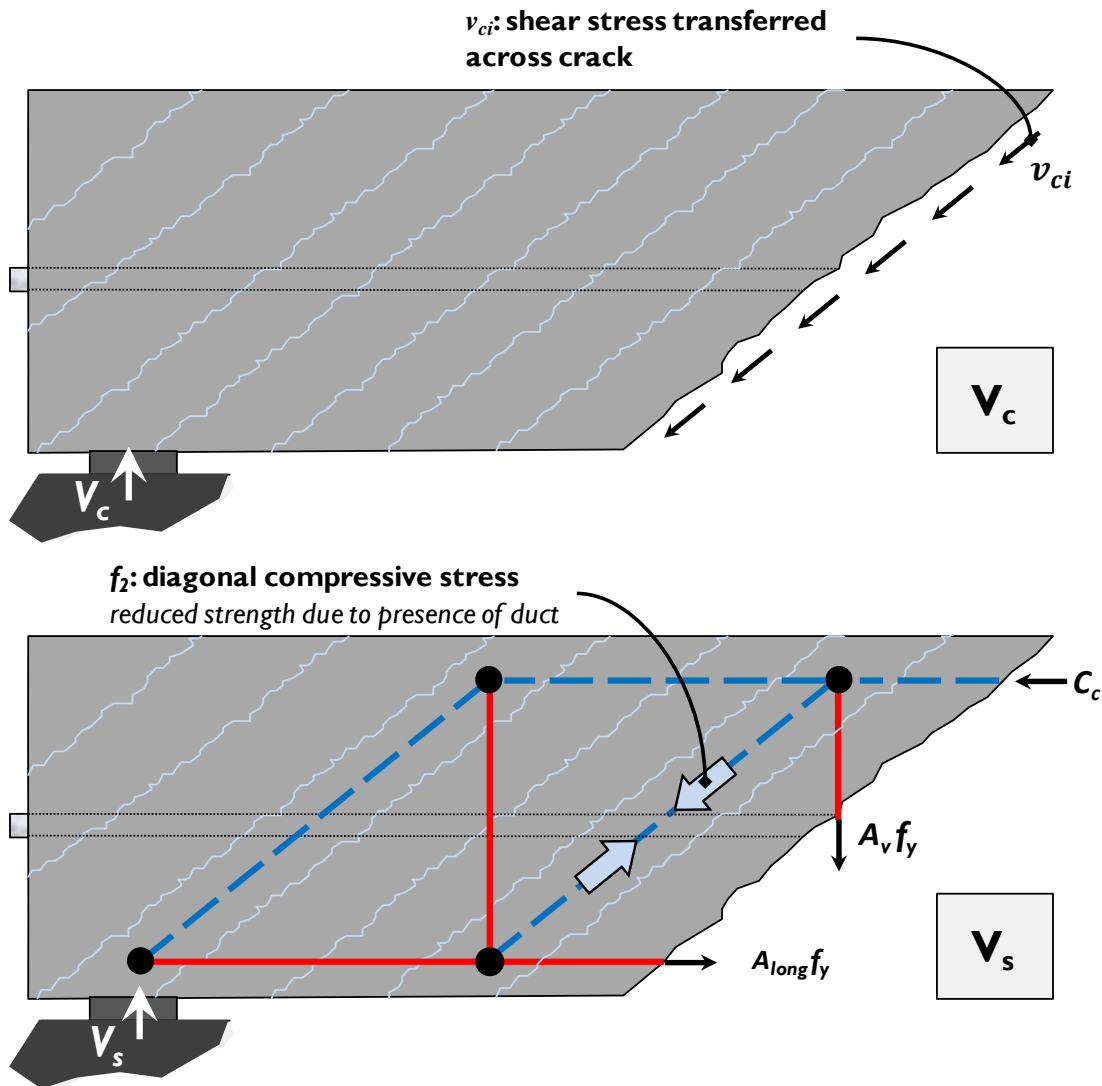 v_ci: shear stress transferred
across crack
v_ci
V_c
V_c
f_2: diagonal compressive stress
reduced strength due to presence of duct
C_c
A_v f_y
A_long f_y
V_s
V_s